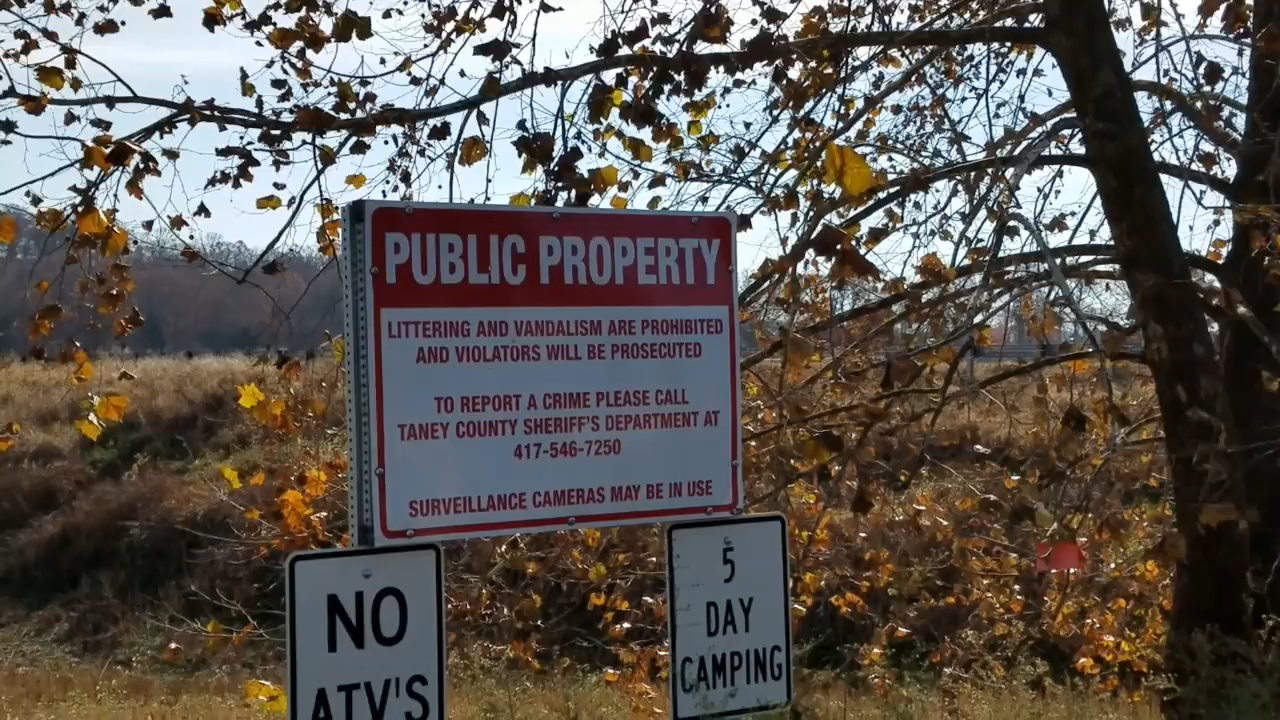 PUBLIC PROPERTY
LITTERING AND VANDALISM ARE PROHIBITED
AND VIOLATORS WILL BE PROSECUTED
TO REPORT A CRIME PLEASE CALL
TANEY COUNTY SHERIFF'S DEPARTMENT AT
417-546-7250
SURVEILLANCE CAMERAS MAY BE IN USE
NO
ATV'S
5
DAY
CAMPING